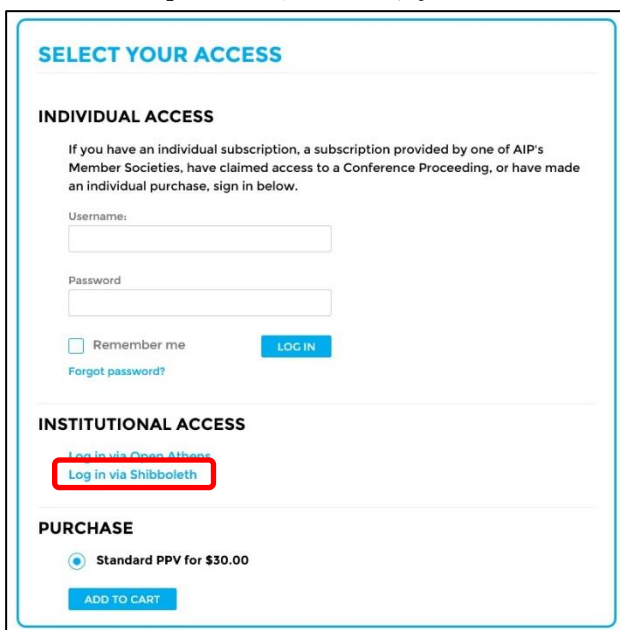 SELECT YOUR ACCESS
INDIVIDUAL ACCESS
If you have an individual subscription, a subscription provided by one of AIP's
Member Societies, have claimed access to a Conference Proceeding, or have made
an individual purchase, sign in below.
Username:
Password
Remember me LOG IN
Forgot password?
INSTITUTIONAL ACCESS
Log in via Open Athens
Log in via Shibboleth
PURCHASE
Standard PPV for $30.00
ADD TO CART